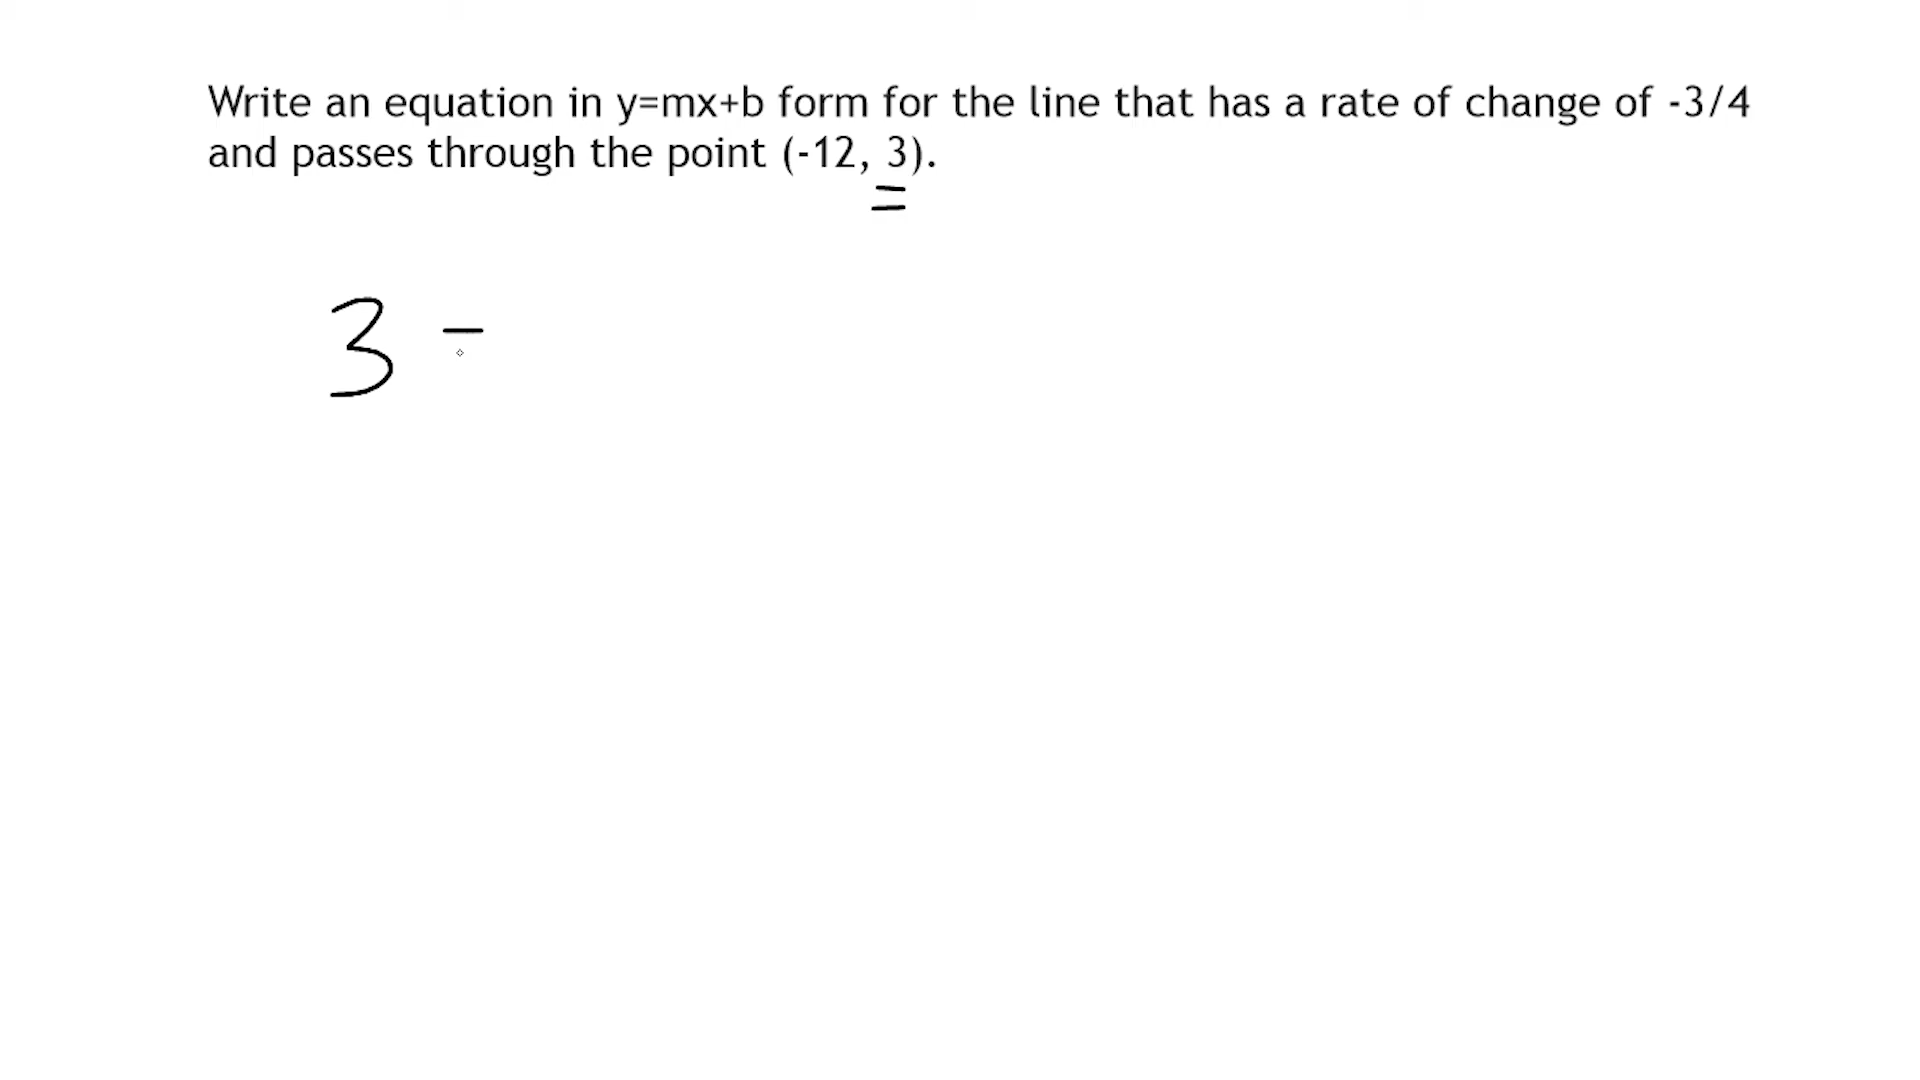 Write an equation in y=mx+b form for the line that has a rate of change of -3/4
and passes through the point (-12, 3).
3 -